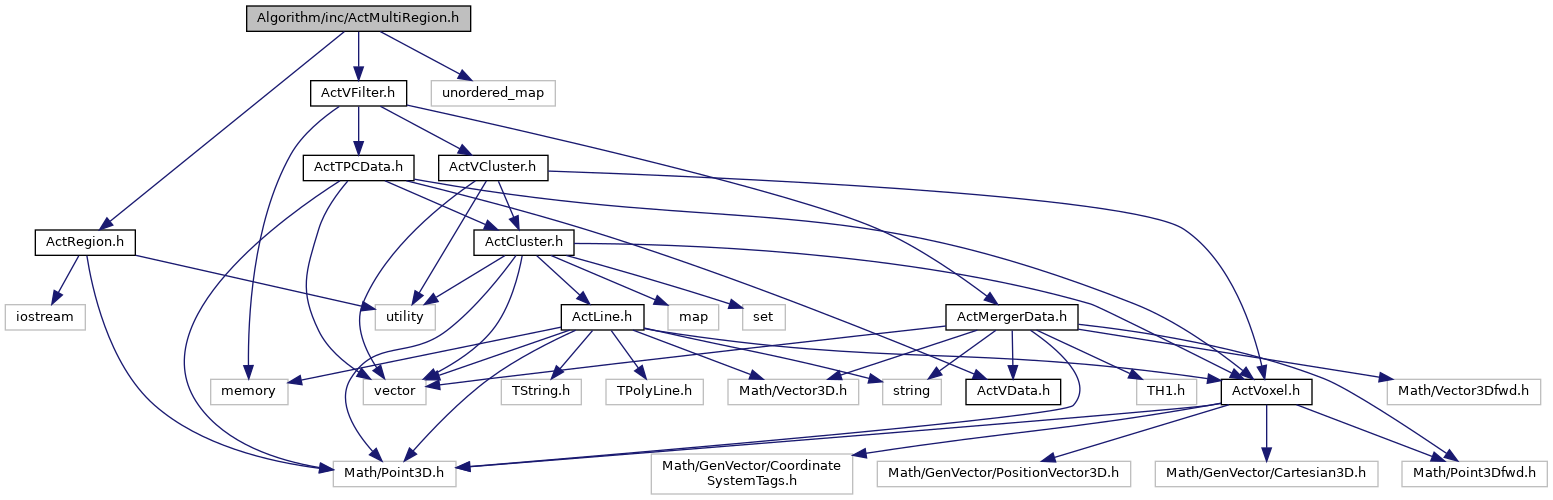 Algorithm/inc/ActMultiRegion.h
ActVFilter.h
unordered_map
ActTPCData.h
ActVCluster.h
ActRegion.h
ActCluster.h
iostream
utility
ActLine.h
map
set
ActMergerData.h
memory
vector
TString.h
TPolyLine.h
Math/Vector3D.h
string
ActVData.h
TH1.h
ActVoxel.h
Math/Vector3Dfwd.h
Math/Point3D.h
Math/GenVector/Coordinate
SystemTags.h
Math/GenVector/PositionVector3D.h
Math/GenVector/Cartesian3D.h
Math/Point3Dfwd.h